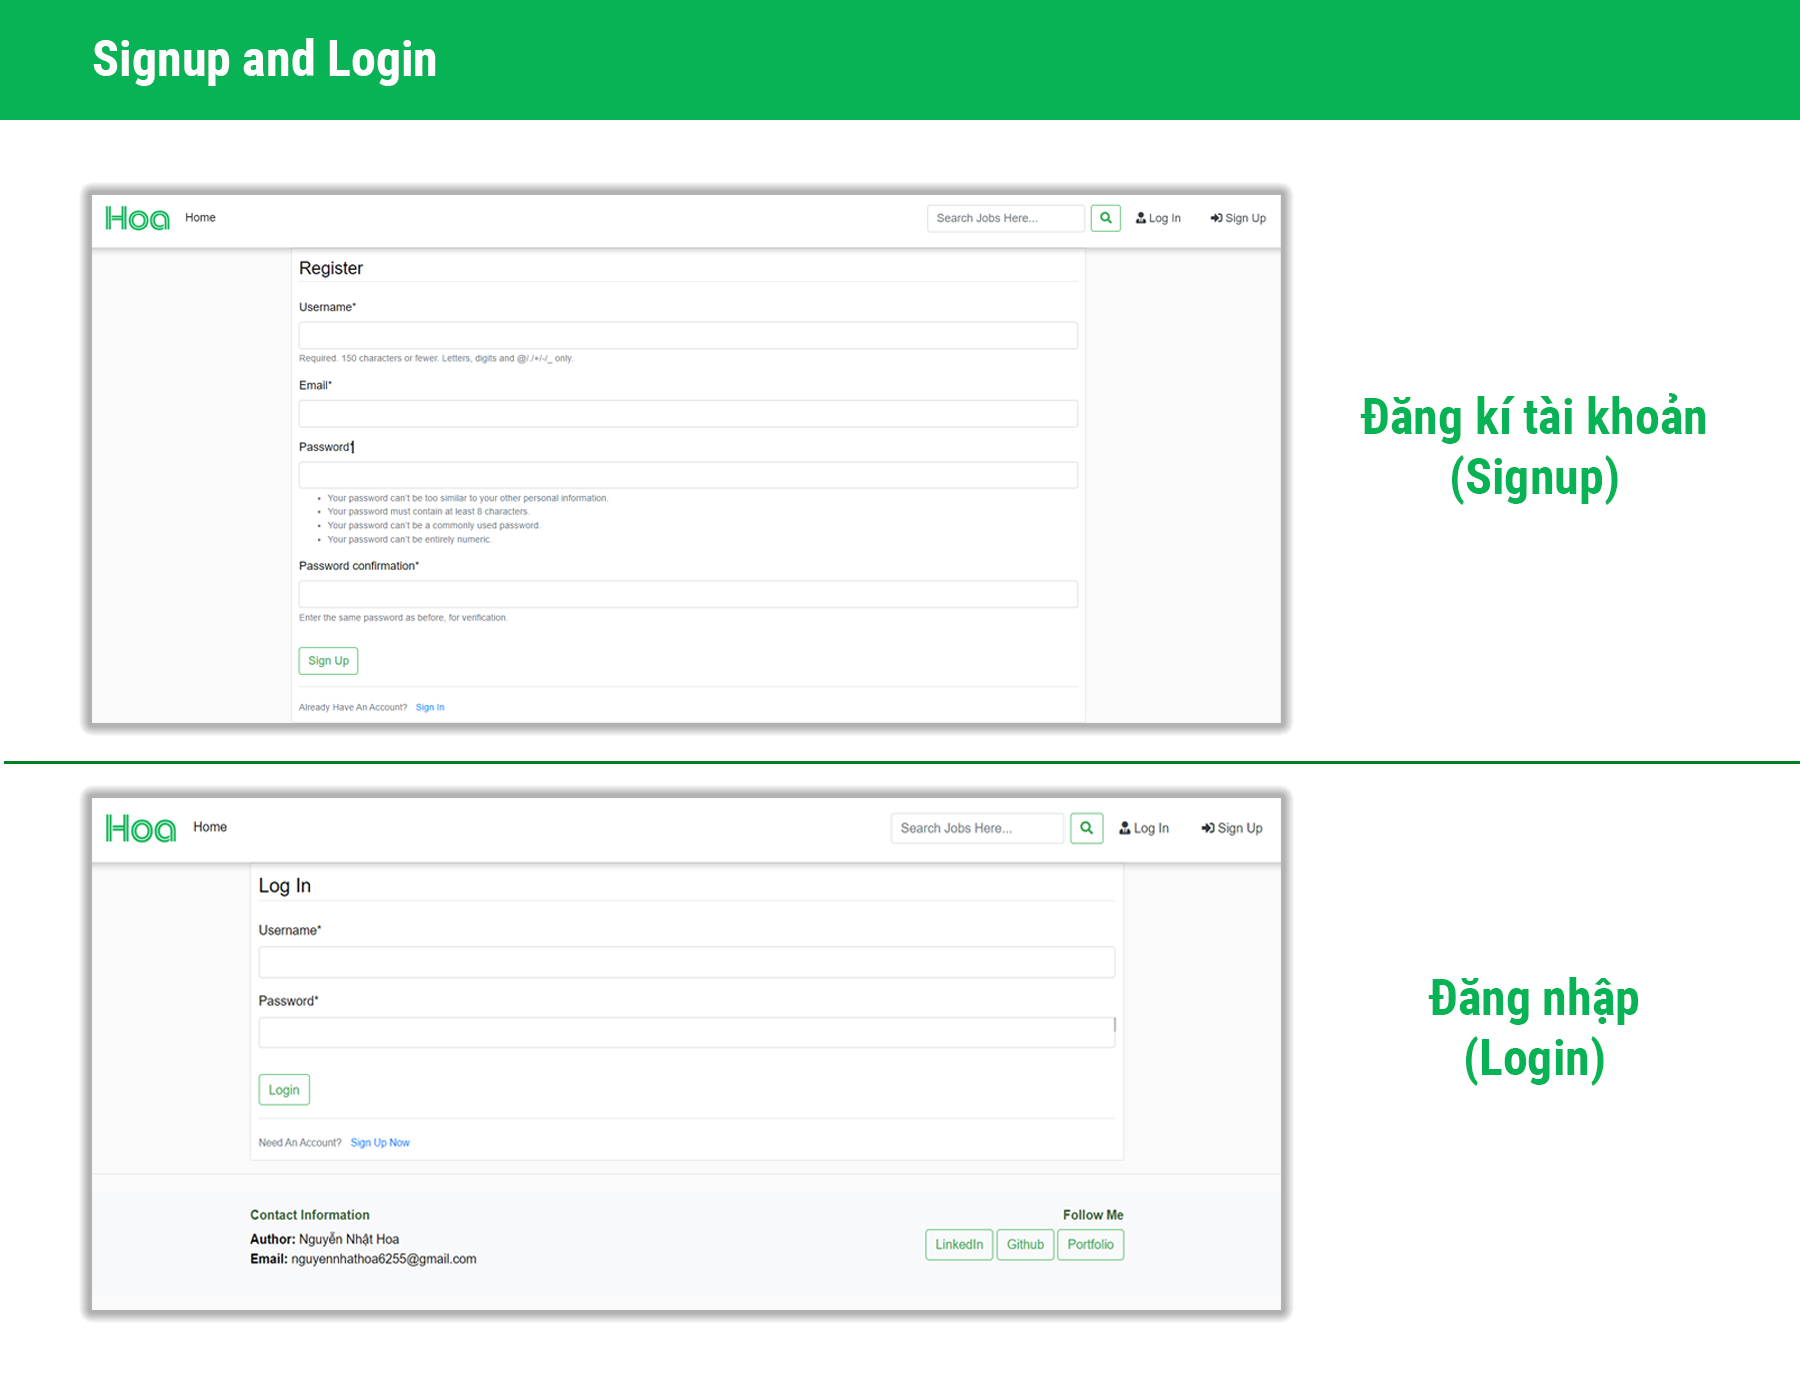 Signup and Login
Hoa Home Search Jobs Here... Log In Sign Up
Register
Username*
Required. 150 characters or fewer. Letters, digits and @/./+/-/_ only.
Email*
Password*
Your password can't be too similar to your other personal information.
Your password must contain at least 8 characters.
Your password can't be a commonly used password.
Your password can't be entirely numeric.
Password confirmation*
Enter the same password as before, for verification.
Sign Up
Already Have An Account? Sign In
Đăng kí tài khoản
(Signup)
Hoa Home Search Jobs Here... Log In Sign Up
Log In
Username*
Password*
Login
Need An Account? Sign Up Now
Contact Information
Author: Nguyễn Nhật Hoa
Email: nguyennhathoa6255@gmail.com
Follow Me
LinkedIn Github Portfolio
Đăng nhập
(Login)